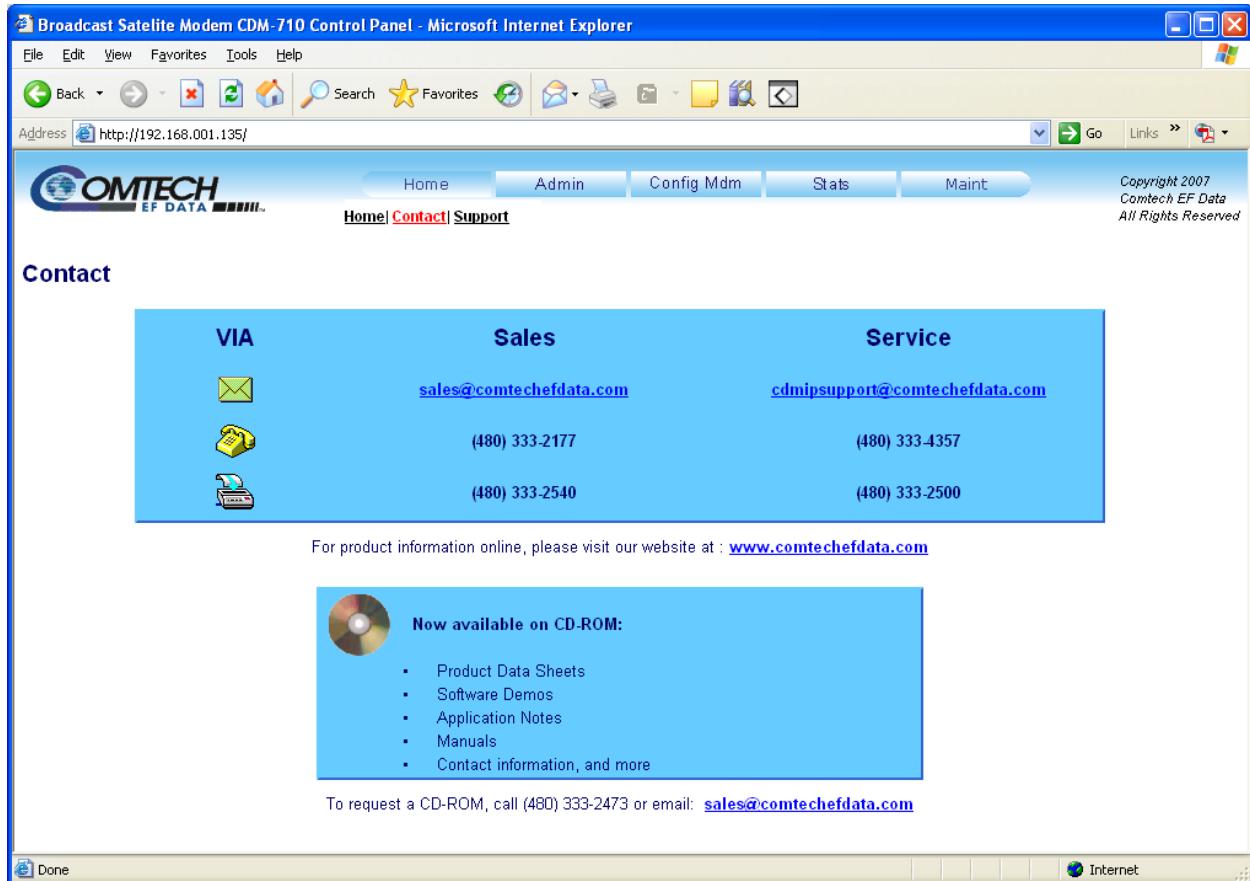 Broadcast Satelite Modem CDM-710 Control Panel - Microsoft Internet Explorer
File Edit View Favorites Tools Help
Back Search Favorites
Address http://192.168.001.135/ Go Links »
COMTECH
EF DATA
Home Admin Config Mdm Stats Maint
Home| Contact| Support
Copyright 2007
Comtech EF Data
All Rights Reserved
Contact
VIA Sales Service
sales@comtechefdata.com cdmipsupport@comtechefdata.com
(480) 333-2177 (480) 333-4357
(480) 333-2540 (480) 333-2500
For product information online, please visit our website at : www.comtechefdata.com
Now available on CD-ROM:
▪ Product Data Sheets
▪ Software Demos
▪ Application Notes
▪ Manuals
▪ Contact information, and more
To request a CD-ROM, call (480) 333-2473 or email: sales@comtechefdata.com
Done Internet